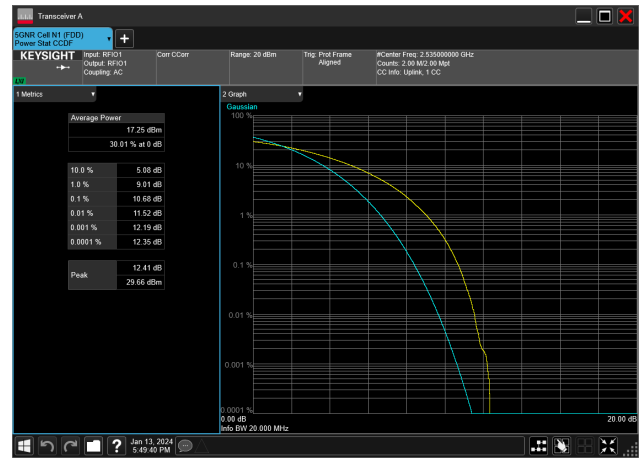 Transceiver A
5GNR Cell N1 (FDD)
Power Stat CCDF
KEYSIGHT
Input: RFIO1
Output: RFIO1
Coupling: AC
Corr CCorr
Range: 20 dBm
Trig: Prot Frame
Aligned
#Center Freq: 2.535000000 GHz
Counts: 2.00 M/2.00 Mpt
CC Info: Uplink, 1 CC
1 Metrics
Average Power
17.25 dBm
30.01 % at 0 dB
10.0 % 5.08 dB
1.0 % 9.01 dB
0.1 % 10.68 dB
0.01 % 11.52 dB
0.001 % 12.19 dB
0.0001 % 12.35 dB
Peak 12.41 dB
29.66 dBm
2 Graph
Gaussian
100 %
10 %
1 %
0.1 %
0.01 %
0.001 %
0.0001 %
0.00 dB 20.00 dB
Info BW 20.000 MHz
Jan 13, 2024
5:49:40 PM